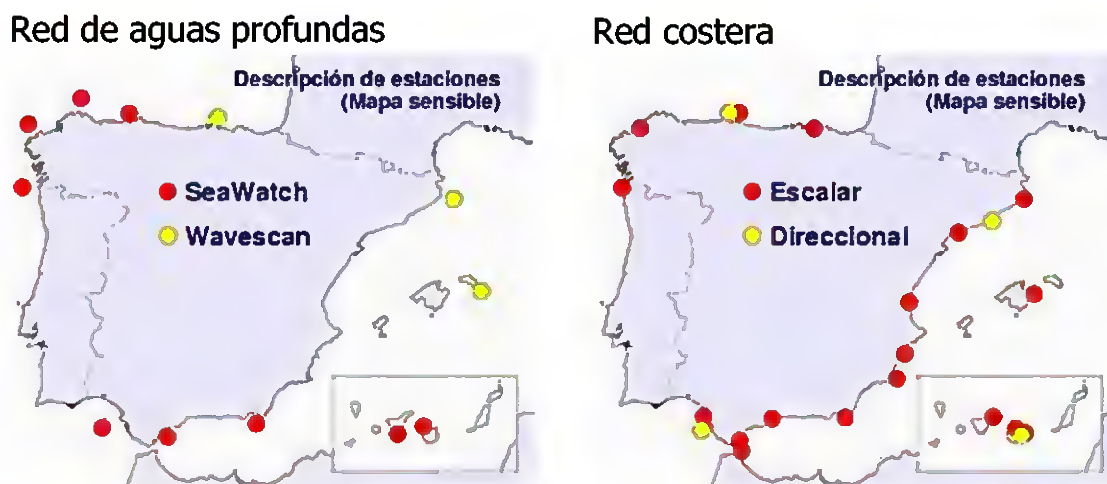 Red de aguas profundas
Descripción de estaciones
(Mapa sensible)
SeaWatch
Wavescan
Red costera
Descripción de estaciones
(Mapa sensible)
Escalar
Direccional